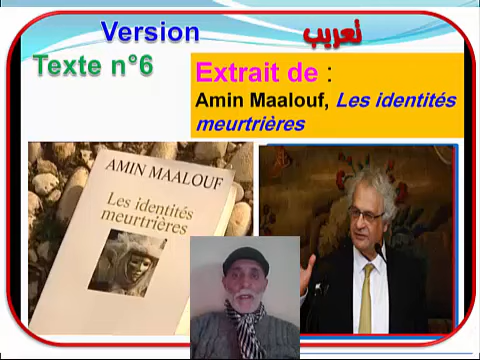 Version
تعريب
Texte n°6
Extrait de :
Amin Maalouf, Les identités
meurtrières
AMIN MAALOUF
Les identités
meurtrières